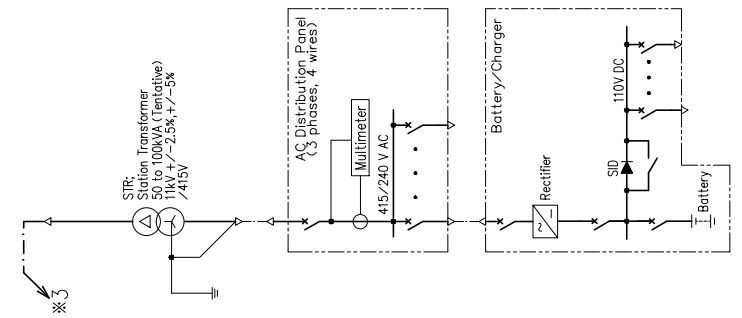 STR;
Station Transformer
50 to 100kVA (Tentative)
11kV +/-2.5%,+/-5%
/415V
※3
AC Distribution Panel
(3 phases, 4 wires)
Multimeter
415/240 V AC
Battery/Charger
Rectifier
110V DC
SID
Battery